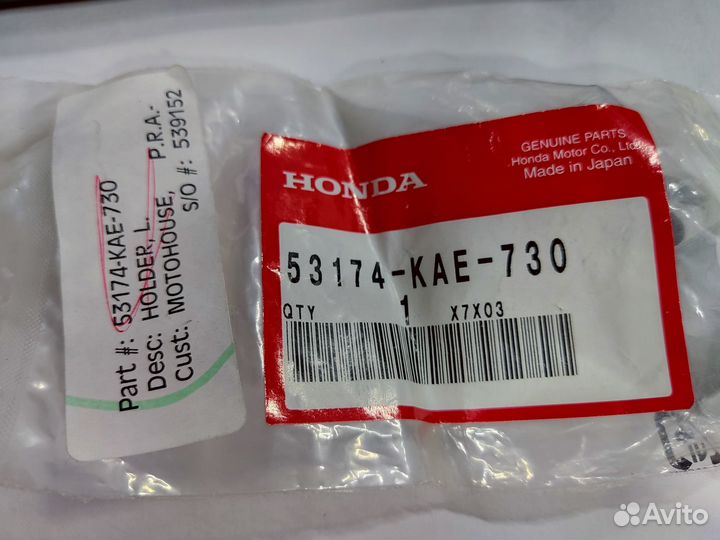 Part #: 53174-KAE-730
Desc: HOLDER, L.
Cust: MOTOHOUSE, P.R.A.-
S/O #: 539152
GENUINE PARTS
Honda Motor Co., Ltd.
Made in Japan
HONDA
53174-KAE-730
QTY 1 X7X03
Avito